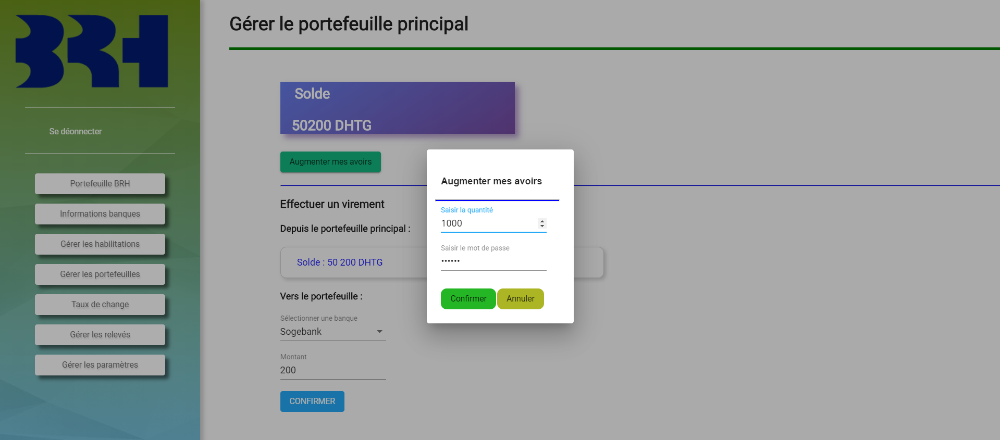 BRH
Se déonnecter
Portefeuille BRH
Informations banques
Gérer les habilitations
Gérer les portefeuilles
Taux de change
Gérer les relevés
Gérer les paramètres
Gérer le portefeuille principal
Solde
50200 DHTG
Augmenter mes avoirs
Effectuer un virement
Depuis le portefeuille principal :
Solde : 50 200 DHTG
Vers le portefeuille :
Sélectionner une banque
Sogebank
Montant
200
CONFIRMER
Augmenter mes avoirs
Saisir la quantité
1000
Saisir le mot de passe
••••••
Confirmer Annuler